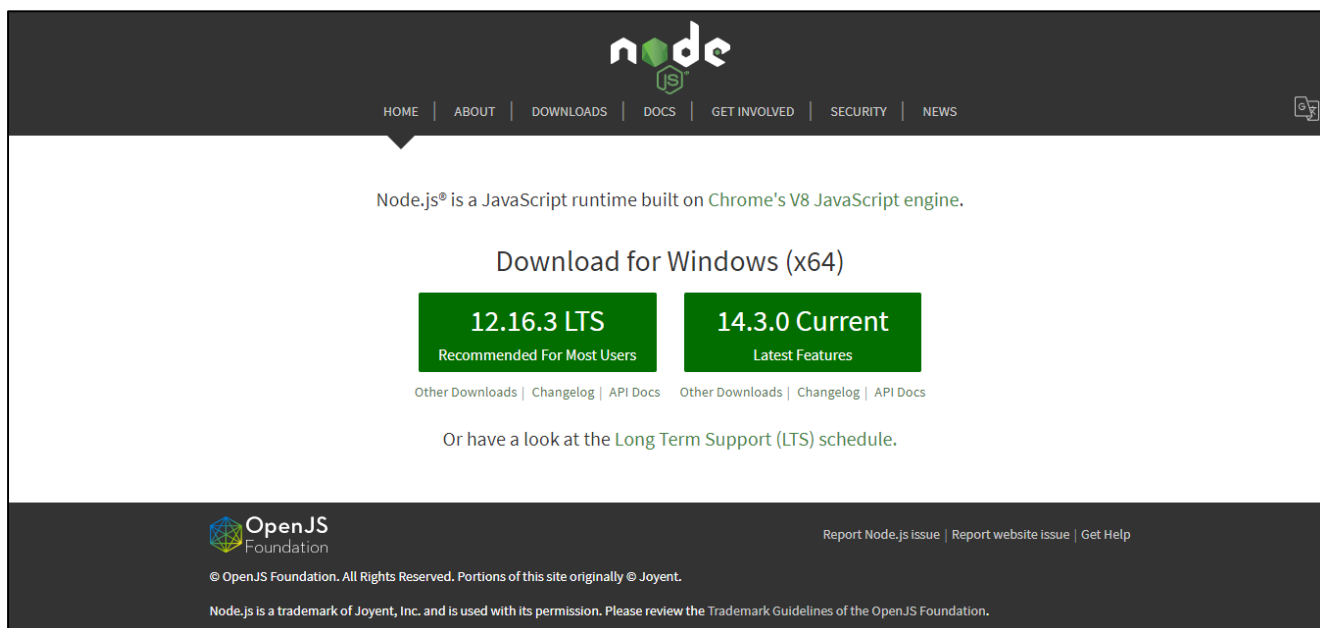 node
JS
HOME | ABOUT | DOWNLOADS | DOCS | GET INVOLVED | SECURITY | NEWS
Node.js® is a JavaScript runtime built on Chrome's V8 JavaScript engine.
Download for Windows (x64)
12.16.3 LTS
Recommended For Most Users
14.3.0 Current
Latest Features
Other Downloads | Changelog | API Docs
Other Downloads | Changelog | API Docs
Or have a look at the Long Term Support (LTS) schedule.
OpenJS
Foundation
Report Node.js issue | Report website issue | Get Help
© OpenJS Foundation. All Rights Reserved. Portions of this site originally © Joyent.
Node.js is a trademark of Joyent, Inc. and is used with its permission. Please review the Trademark Guidelines of the OpenJS Foundation.